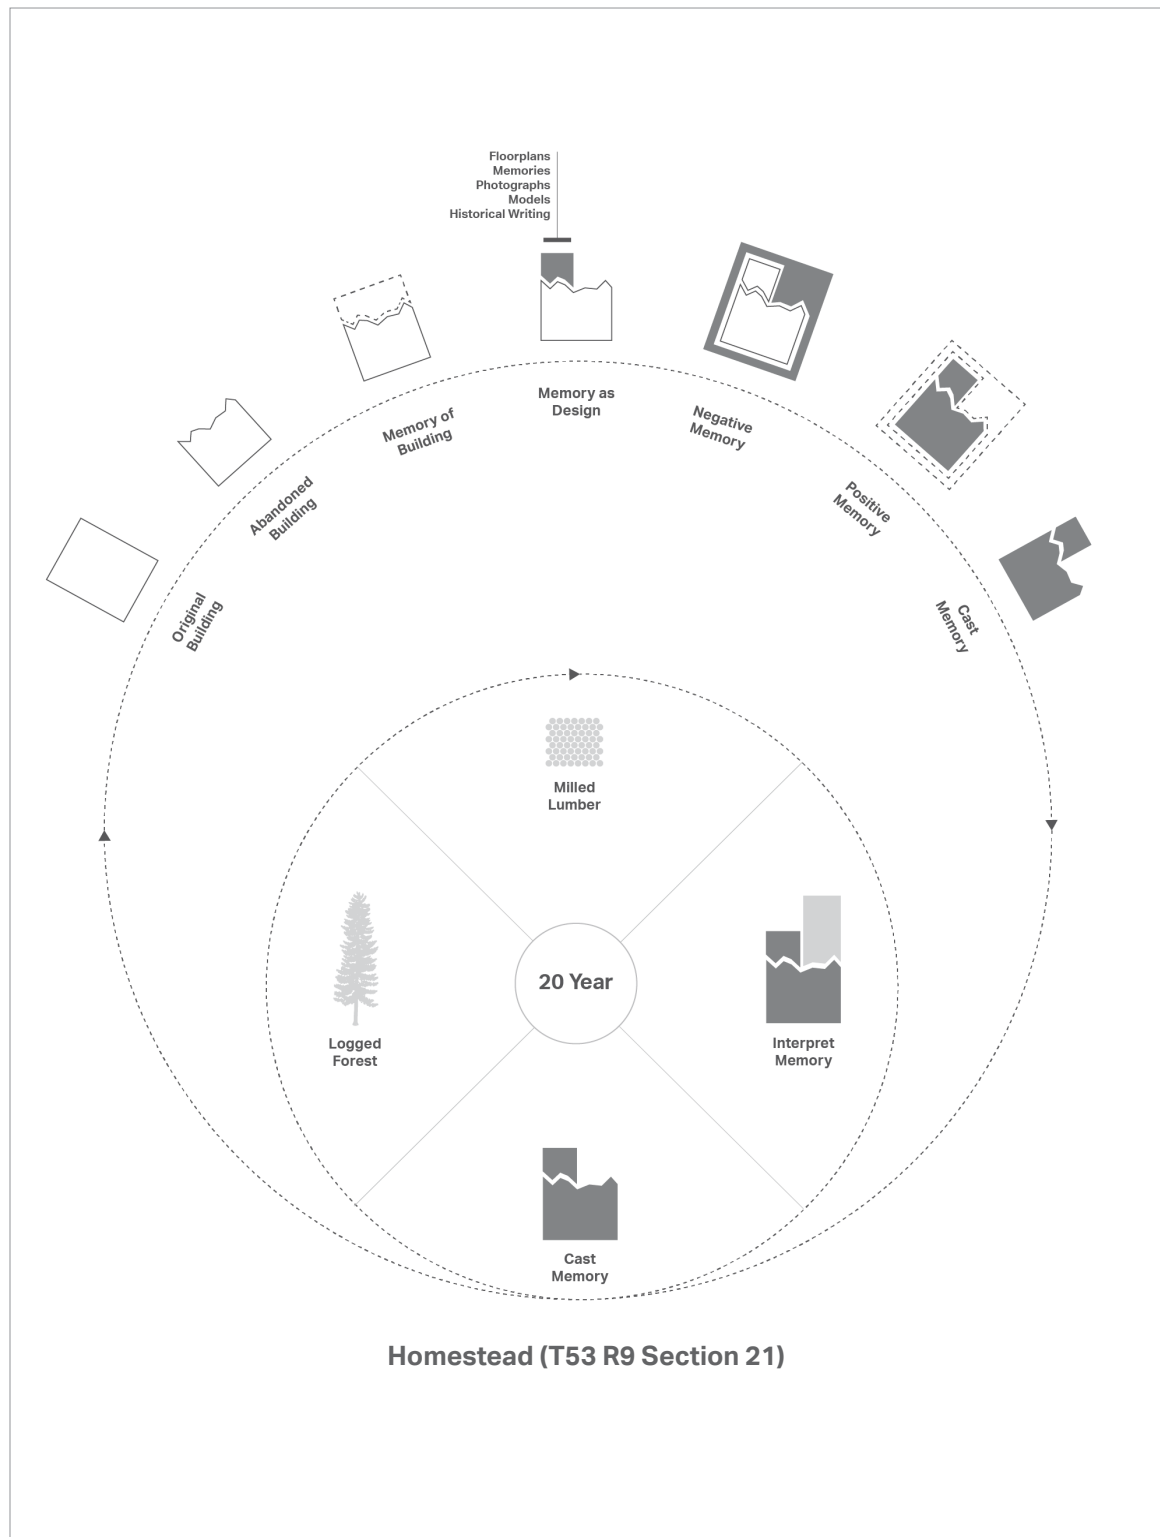 Floorplans
Memories
Photographs
Models
Historical Writing
Original
Building
Abandoned
Building
Memory of
Building
Memory as
Design
Negative
Memory
Positive
Memory
Cast
Memory
Milled
Lumber
Logged
Forest
20 Year
Interpret
Memory
Cast
Memory
Homestead (T53 R9 Section 21)